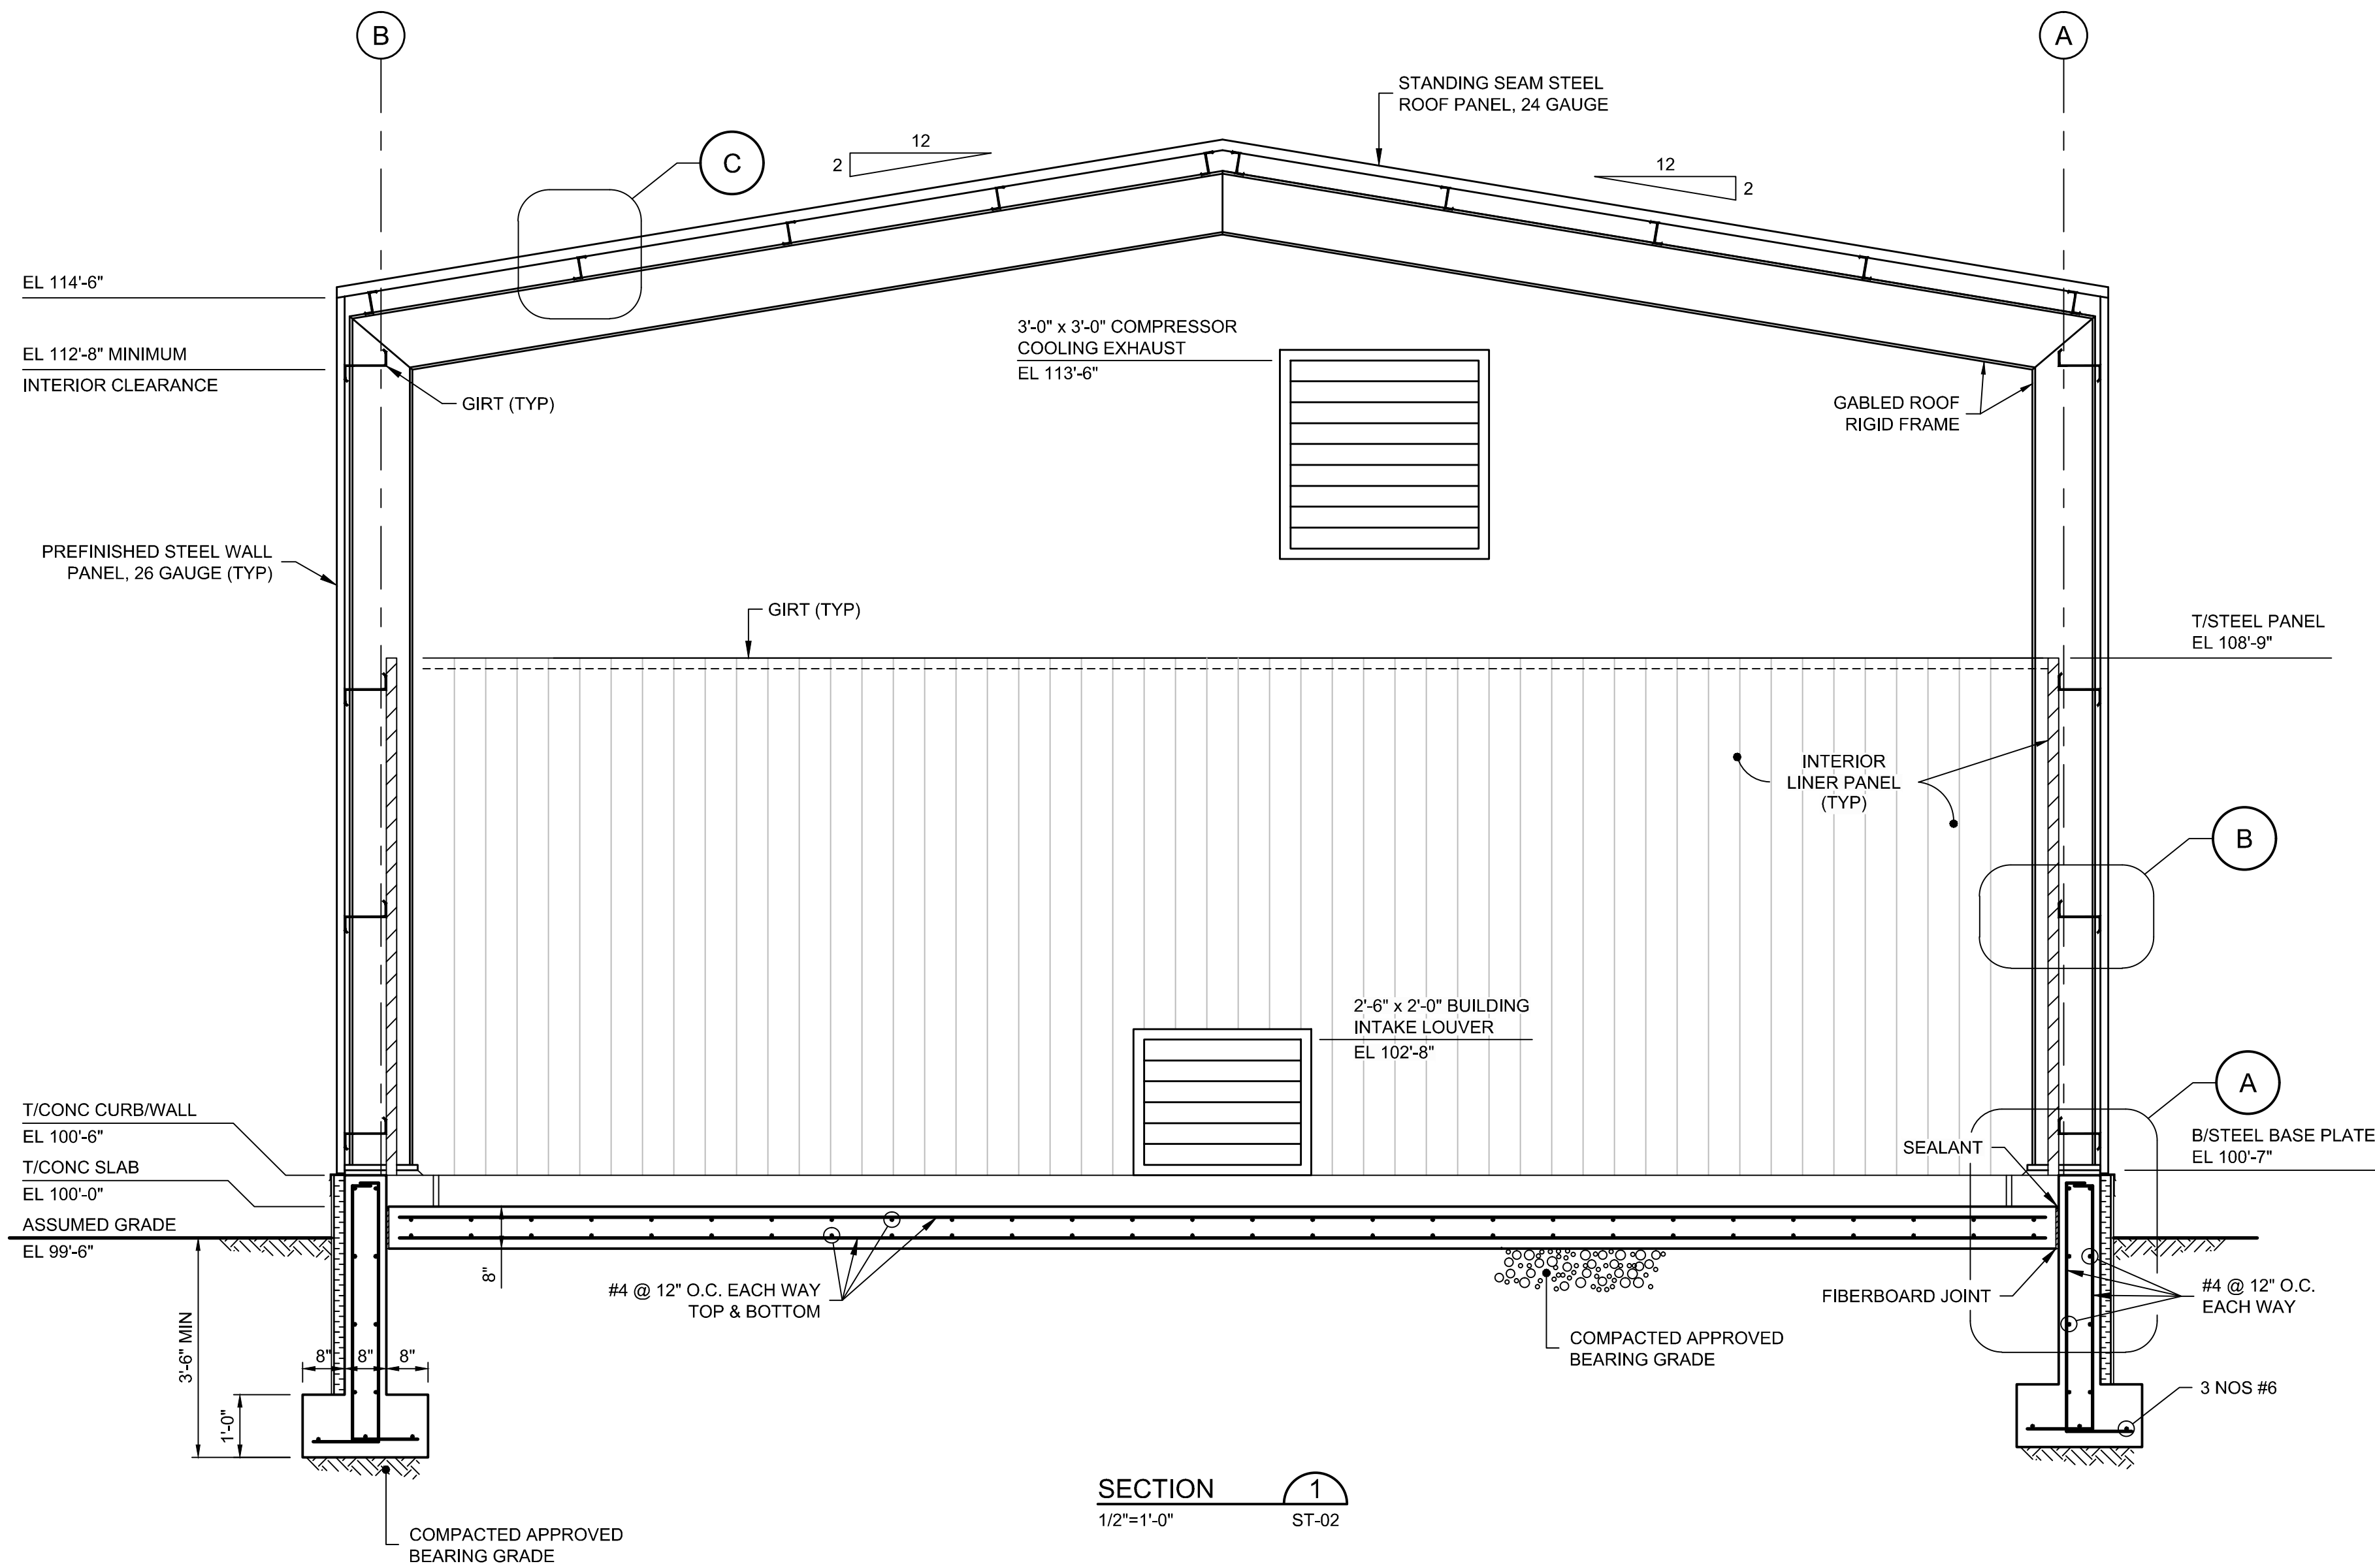 B
A
STANDING SEAM STEEL
ROOF PANEL, 24 GAUGE
12
2
C
12
2
EL 114'-6"
EL 112'-8" MINIMUM
INTERIOR CLEARANCE
GIRT (TYP)
3'-0" x 3'-0" COMPRESSOR
COOLING EXHAUST
EL 113'-6"
GABLED ROOF
RIGID FRAME
PREFINISHED STEEL WALL
PANEL, 26 GAUGE (TYP)
GIRT (TYP)
T/STEEL PANEL
EL 108'-9"
INTERIOR
LINER PANEL
(TYP)
B
2'-6" x 2'-0" BUILDING
INTAKE LOUVER
EL 102'-8"
A
T/CONC CURB/WALL
EL 100'-6"
T/CONC SLAB
EL 100'-0"
ASSUMED GRADE
EL 99'-6"
SEALANT
B/STEEL BASE PLATE
EL 100'-7"
8"
#4 @ 12" O.C. EACH WAY
TOP & BOTTOM
FIBERBOARD JOINT
#4 @ 12" O.C.
EACH WAY
COMPACTED APPROVED
BEARING GRADE
3'-6" MIN
8"
8"
8"
1'-0"
3 NOS #6
COMPACTED APPROVED
BEARING GRADE
SECTION
1
1/2"=1'-0"
ST-02